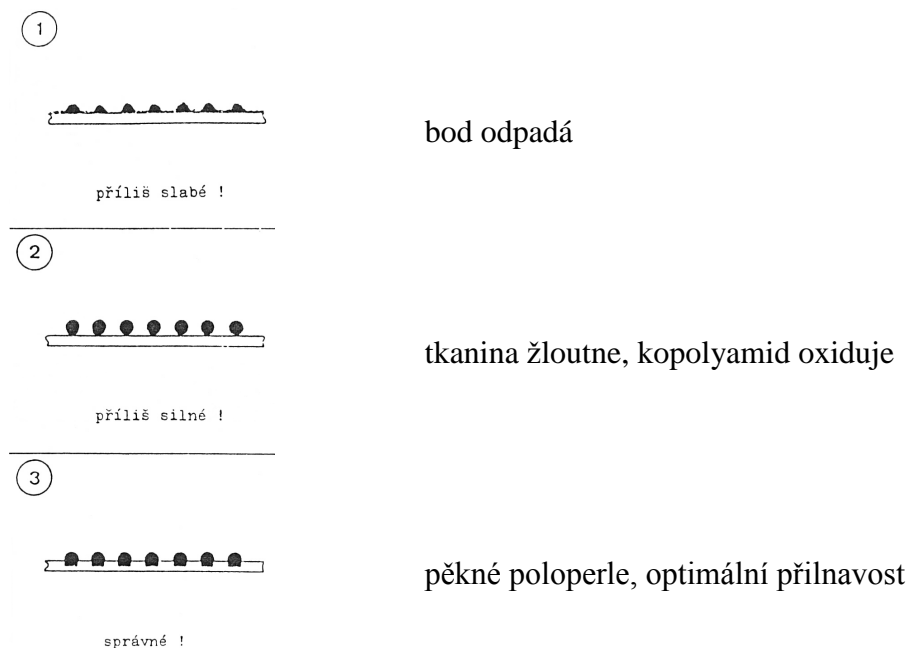 1
bod odpadá
příliš slabé !
2
tkanina žloutne, kopolyamid oxiduje
příliš silné !
3
pěkné poloperle, optimální přilnavost
správné !